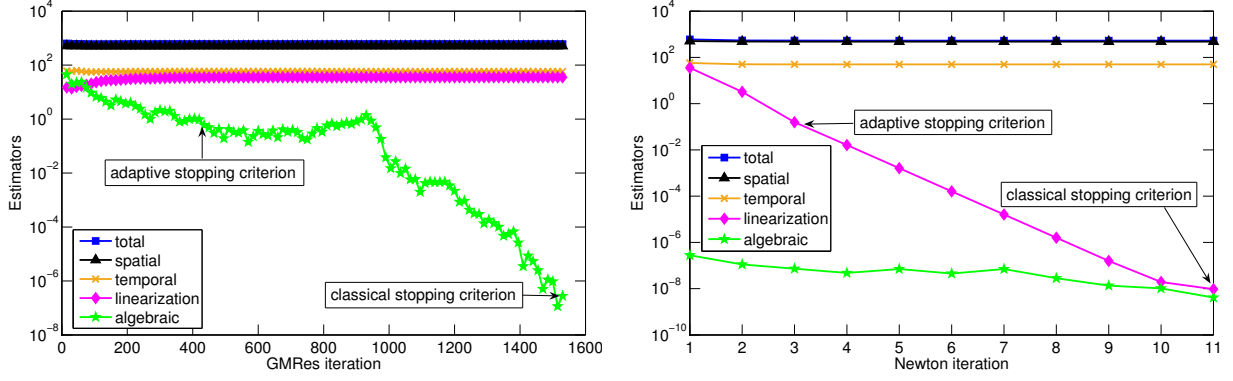 10^4
10^2
10^0
10^-2
10^-4
10^-6
10^-8
Estimators
adaptive stopping criterion
classical stopping criterion
total
spatial
temporal
linearization
algebraic
0 200 400 600 800 1000 1200 1400 1600
GMRes iteration
10^4
10^2
10^0
10^-2
10^-4
10^-6
10^-8
10^-10
Estimators
adaptive stopping criterion
classical stopping criterion
total
spatial
temporal
linearization
algebraic
1 2 3 4 5 6 7 8 9 10 11
Newton iteration